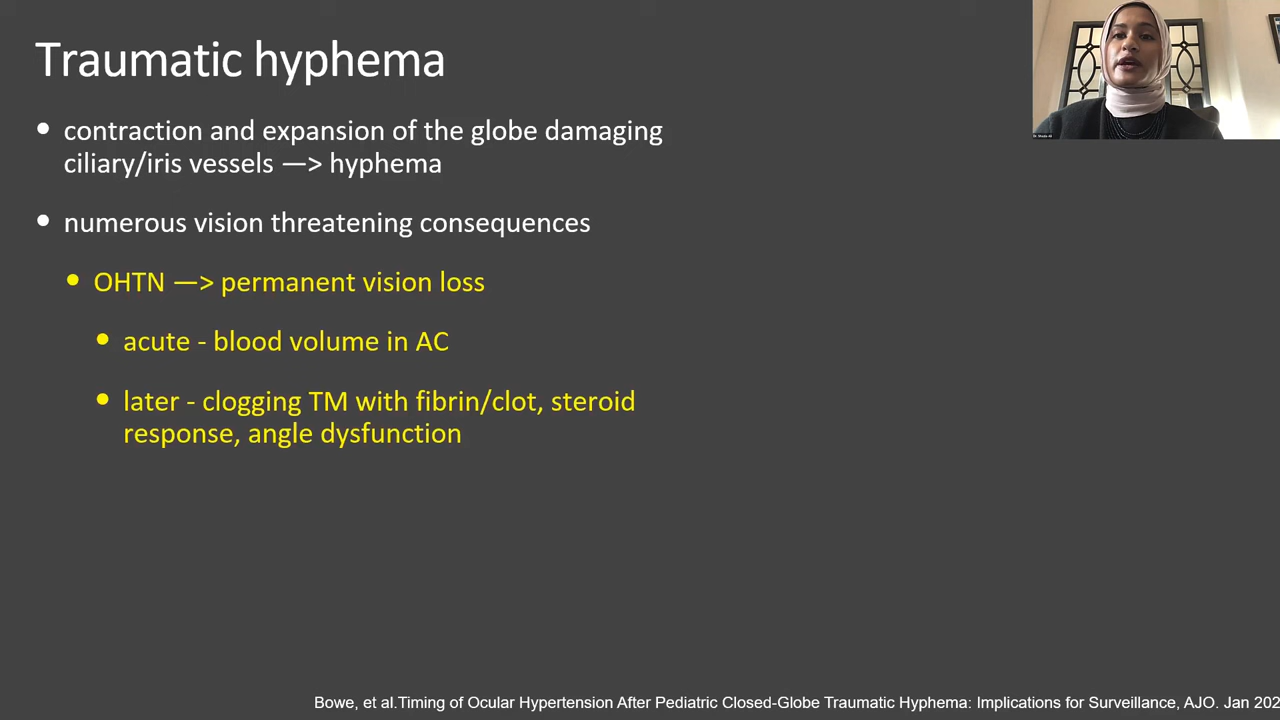 Traumatic hyphema
• contraction and expansion of the globe damaging
ciliary/iris vessels —> hyphema
• numerous vision threatening consequences
• OHTN —> permanent vision loss
• acute - blood volume in AC
• later - clogging TM with fibrin/clot, steroid
response, angle dysfunction
Bowe, et al.Timing of Ocular Hypertension After Pediatric Closed-Globe Traumatic Hyphema: Implications for Surveillance, AJO. Jan 202